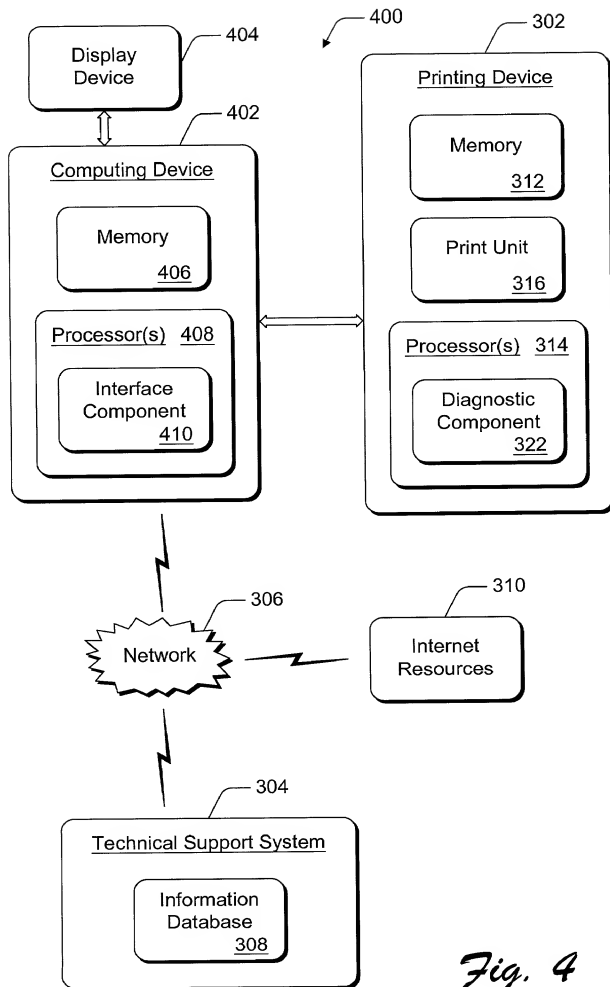 400
404
Display
Device
402
Computing Device
Memory
406
Processor(s) 408
Interface
Component
410
302
Printing Device
Memory
312
Print Unit
316
Processor(s) 314
Diagnostic
Component
322
306
Network
310
Internet
Resources
304
Technical Support System
Information
Database
308
Fig. 4